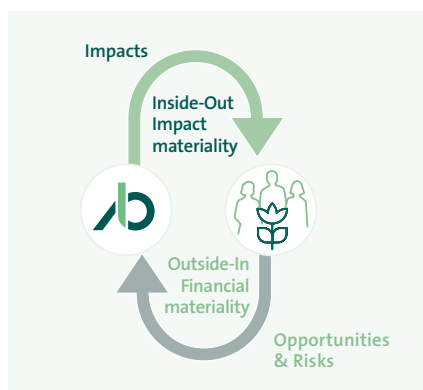 Impacts
Inside-Out
Impact
materiality
Outside-In
Financial
materiality
Opportunities
& Risks